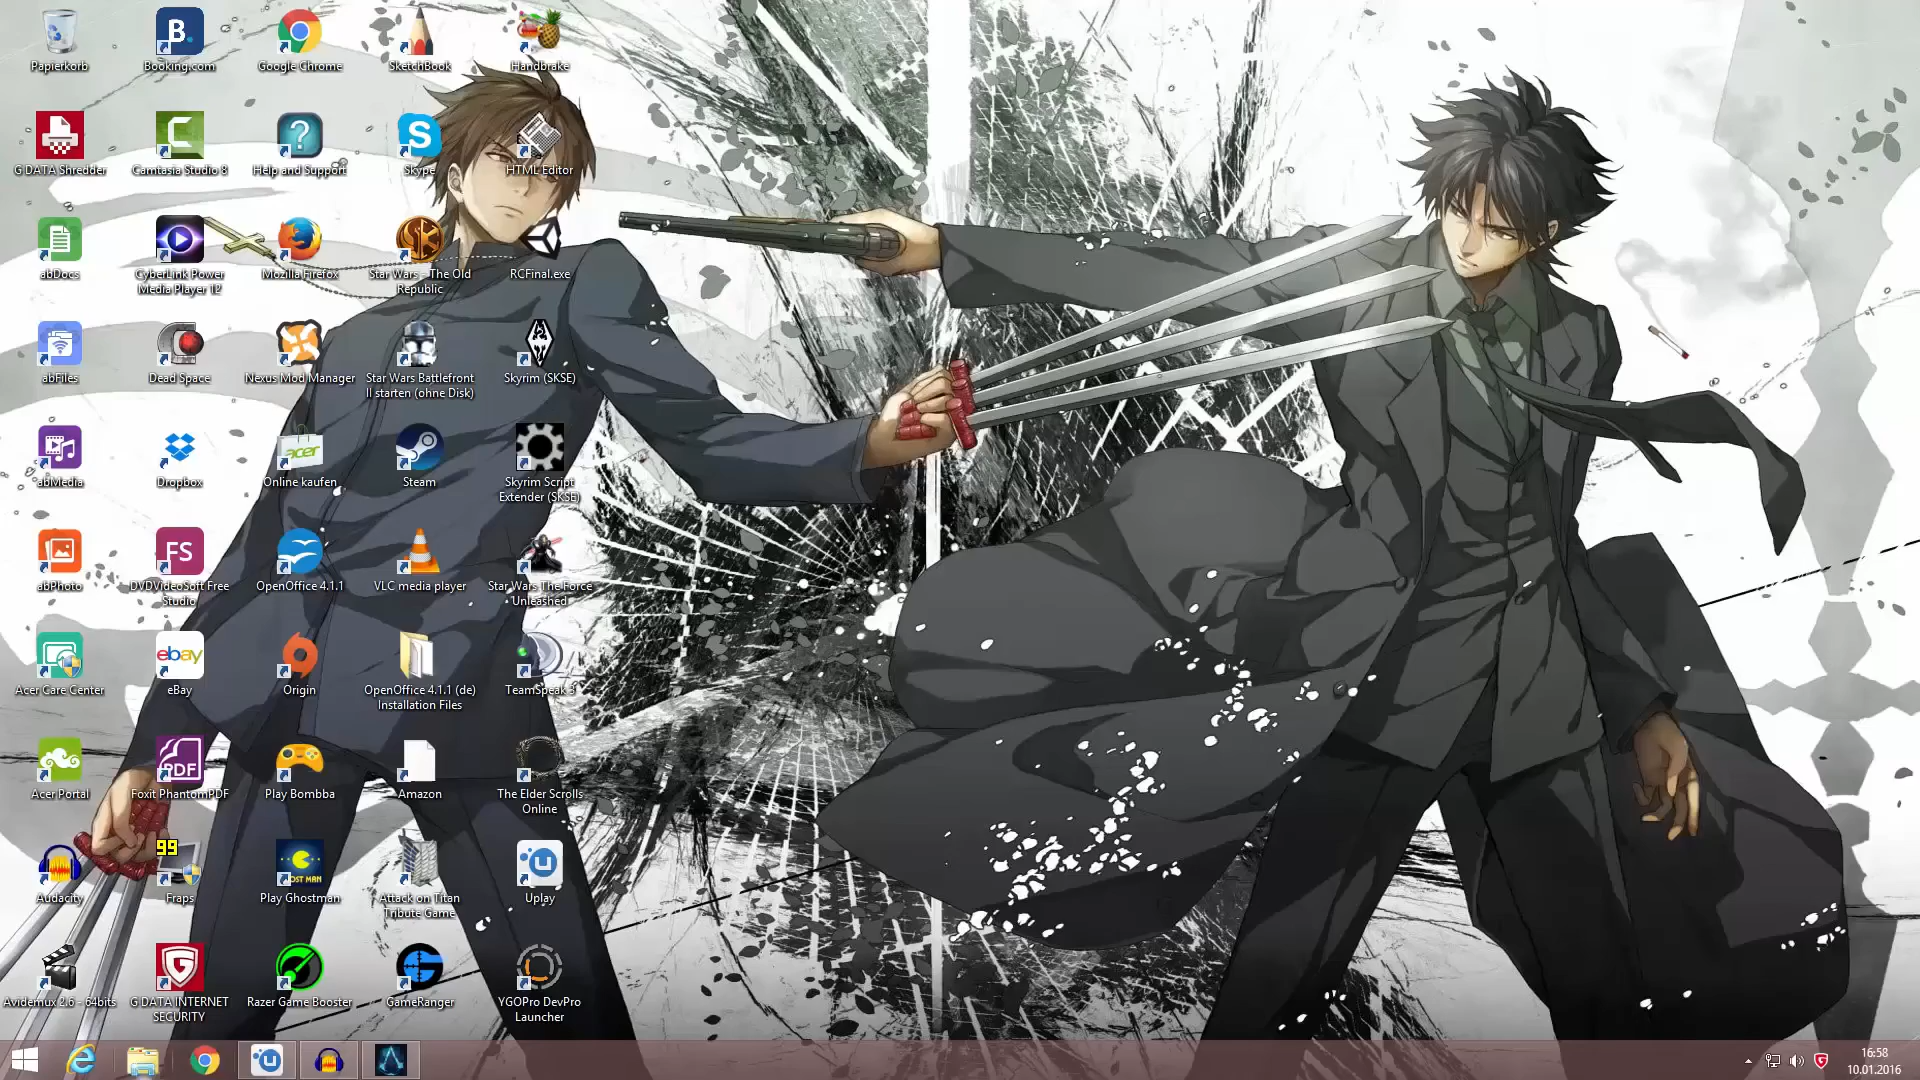 Papierkorb
Booking.com
Google Chrome
SketchBook
Handbrake
G DATA Shredder
Camtasia Studio 8
Help and Support
Skype
HTML Editor
abDocs
CyberLink Power
Media Player 12
Mozilla Firefox
Star Wars - The Old
Republic
RCFinal.exe
abFiles
Dead Space
Nexus Mod Manager
Star Wars Battlefront
II starten (ohne Disk)
Skyrim (SKSE)
abMedia
Dropbox
acer
Online kaufen
Steam
Skyrim Script
Extender (SKSE)
abPhoto
FS
DVDVideoSoft Free
Studio
OpenOffice 4.1.1
VLC media player
Star Wars The Force
Unleashed
Acer Care Center
ebay
eBay
Origin
OpenOffice 4.1.1 (de)
Installation Files
TeamSpeak 3
Acer Portal
PDF
Foxit PhantomPDF
Play Bombba
Amazon
The Elder Scrolls
Online
Audacity
99
Fraps
Play Ghostman
Attack on Titan
Tribute Game
Uplay
Avidemux 2.6 - 64bits
G DATA INTERNET
SECURITY
Razer Game Booster
GameRanger
YGOPro DevPro
Launcher
16:58
10.01.2016